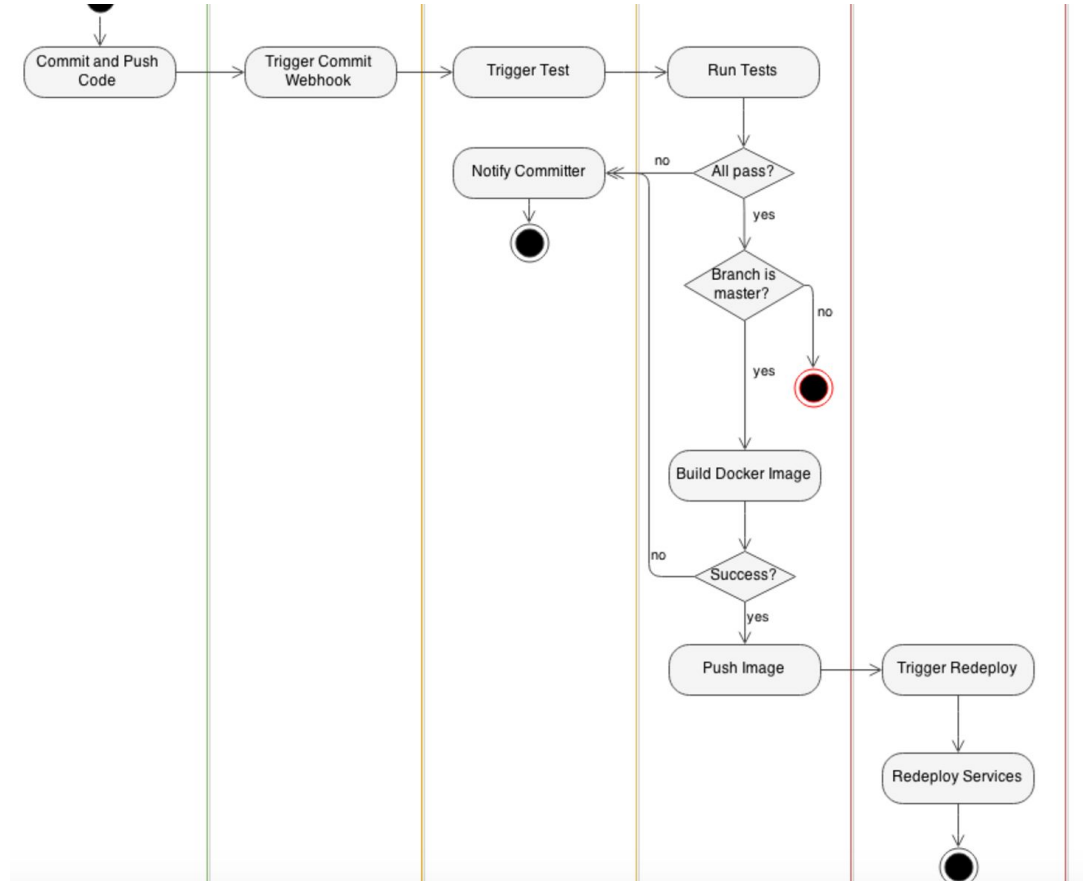 Commit and Push
Code
Trigger Commit
Webhook
Trigger Test
Run Tests
Notify Committer
no
All pass?
yes
Branch is
master?
no
yes
Build Docker Image
no
Success?
yes
Push Image
Trigger Redeploy
Redeploy Services